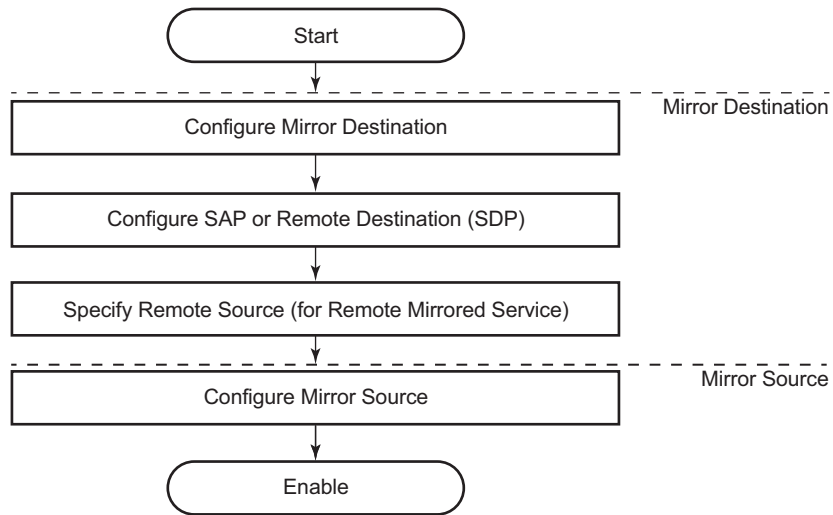 Start
Mirror Destination
Configure Mirror Destination
Configure SAP or Remote Destination (SDP)
Specify Remote Source (for Remote Mirrored Service)
Mirror Source
Configure Mirror Source
Enable